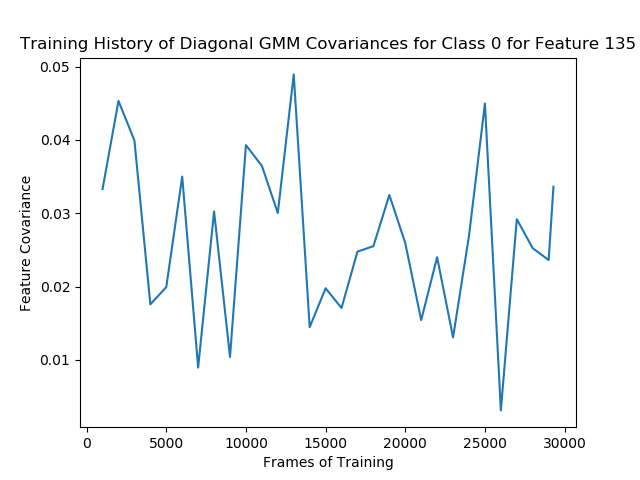 Training History of Diagonal GMM Covariances for Class 0 for Feature 135
0.05
0.04
0.03
0.02
0.01
Feature Covariance
0 5000 10000 15000 20000 25000 30000
Frames of Training